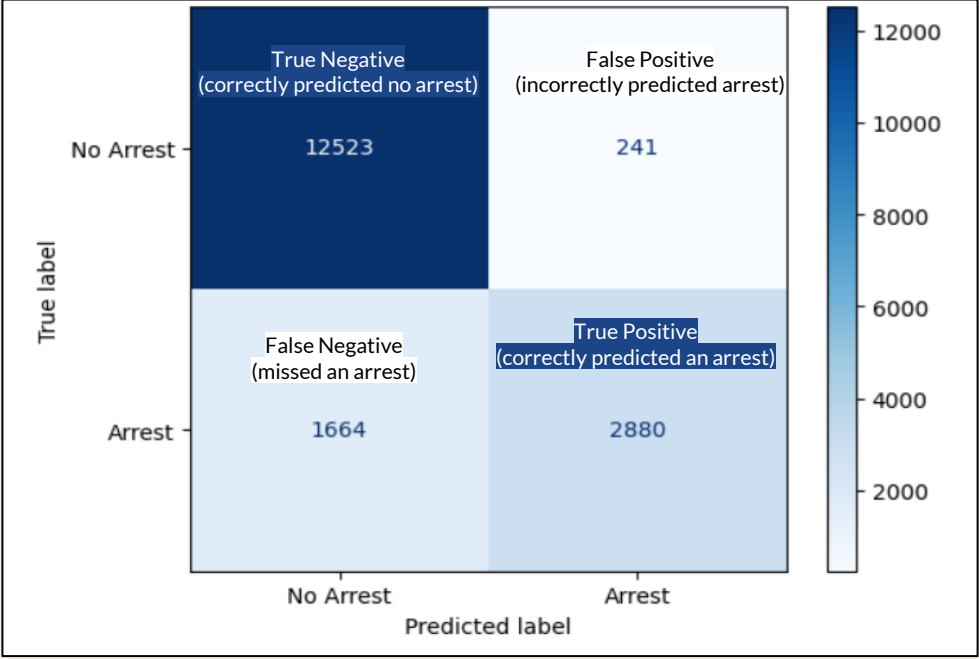 True Negative
(correctly predicted no arrest)
False Positive
(incorrectly predicted arrest)
12523
241
No Arrest
True label
False Negative
(missed an arrest)
True Positive
(correctly predicted an arrest)
1664
2880
Arrest
No Arrest
Arrest
Predicted label
12000
10000
8000
6000
4000
2000